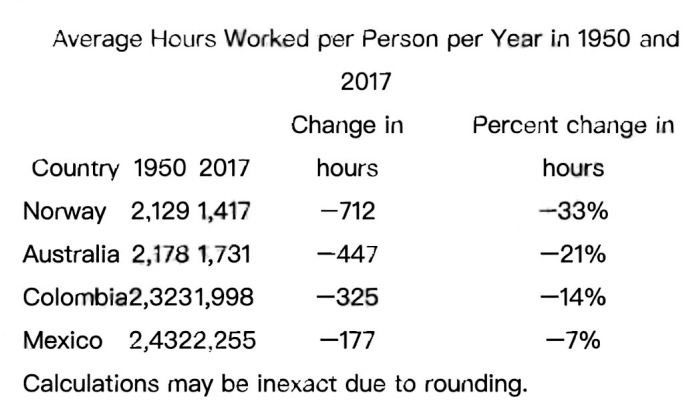 Average Hours Worked per Person per Year in 1950 and
2017
Change in Percent change in
Country 1950 2017 hours hours
Norway 2,129 1,417 −712 −33%
Australia 2,178 1,731 −447 −21%
Colombia2,3231,998 −325 −14%
Mexico 2,4322,255 −177 −7%
Calculations may be inexact due to rounding.